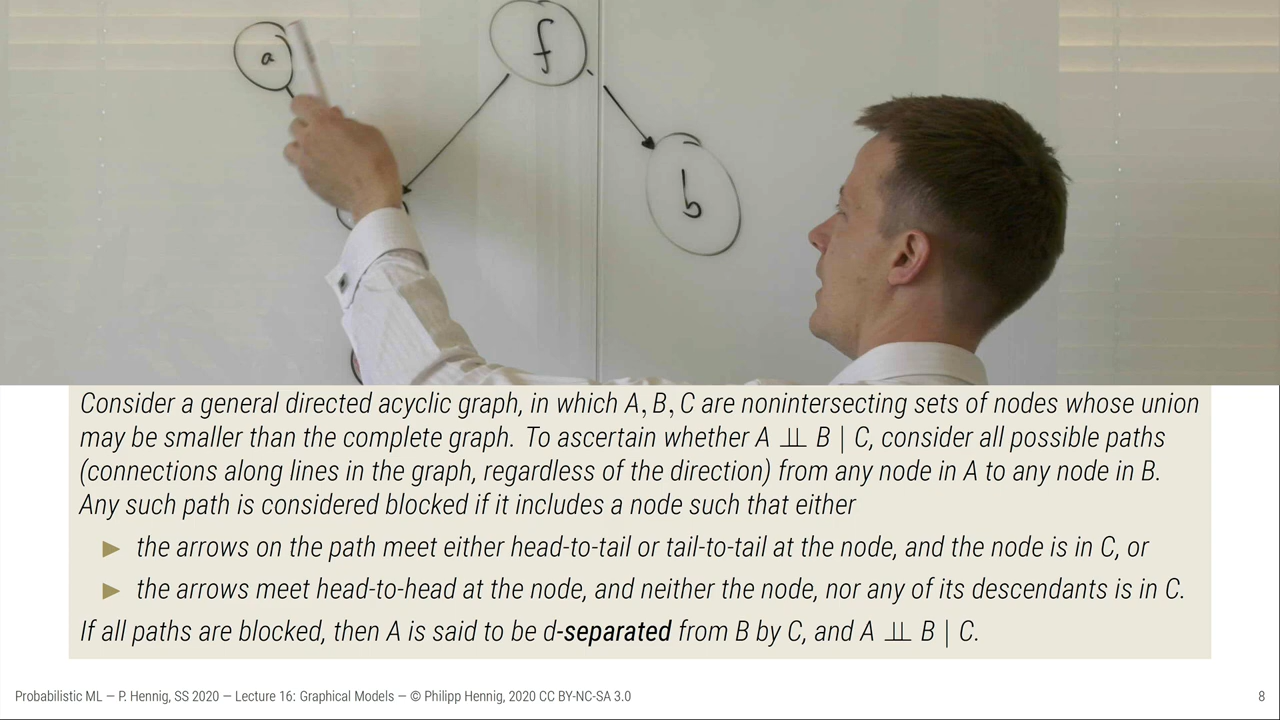 a
f
b
Consider a general directed acyclic graph, in which A, B, C are nonintersecting sets of nodes whose union
may be smaller than the complete graph. To ascertain whether A ⫫ B | C, consider all possible paths
(connections along lines in the graph, regardless of the direction) from any node in A to any node in B.
Any such path is considered blocked if it includes a node such that either
▶ the arrows on the path meet either head-to-tail or tail-to-tail at the node, and the node is in C, or
▶ the arrows meet head-to-head at the node, and neither the node, nor any of its descendants is in C.
If all paths are blocked, then A is said to be d-separated from B by C, and A ⫫ B | C.
Probabilistic ML — P. Hennig, SS 2020 — Lecture 16: Graphical Models — © Philipp Hennig, 2020 CC BY-NC-SA 3.0
8